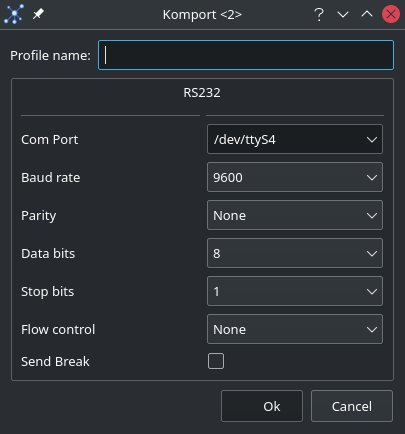 Komport <2>
Profile name:
RS232
Com Port /dev/ttyS4
Baud rate 9600
Parity None
Data bits 8
Stop bits 1
Flow control None
Send Break
Ok Cancel